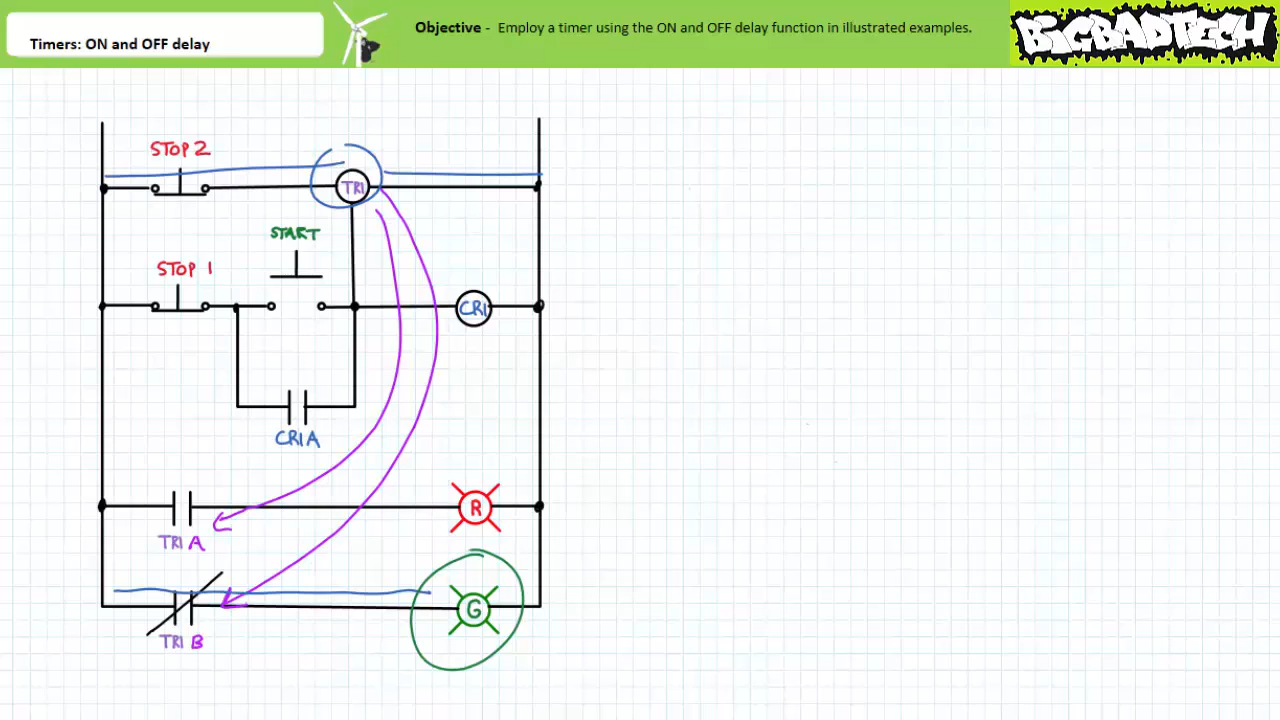 Timers: ON and OFF delay
Objective - Employ a timer using the ON and OFF delay function in illustrated examples.
BIGBADTECH
STOP 2
TR1
START
STOP 1
CR1
CR1A
R
TR1 A
G
TR1 B